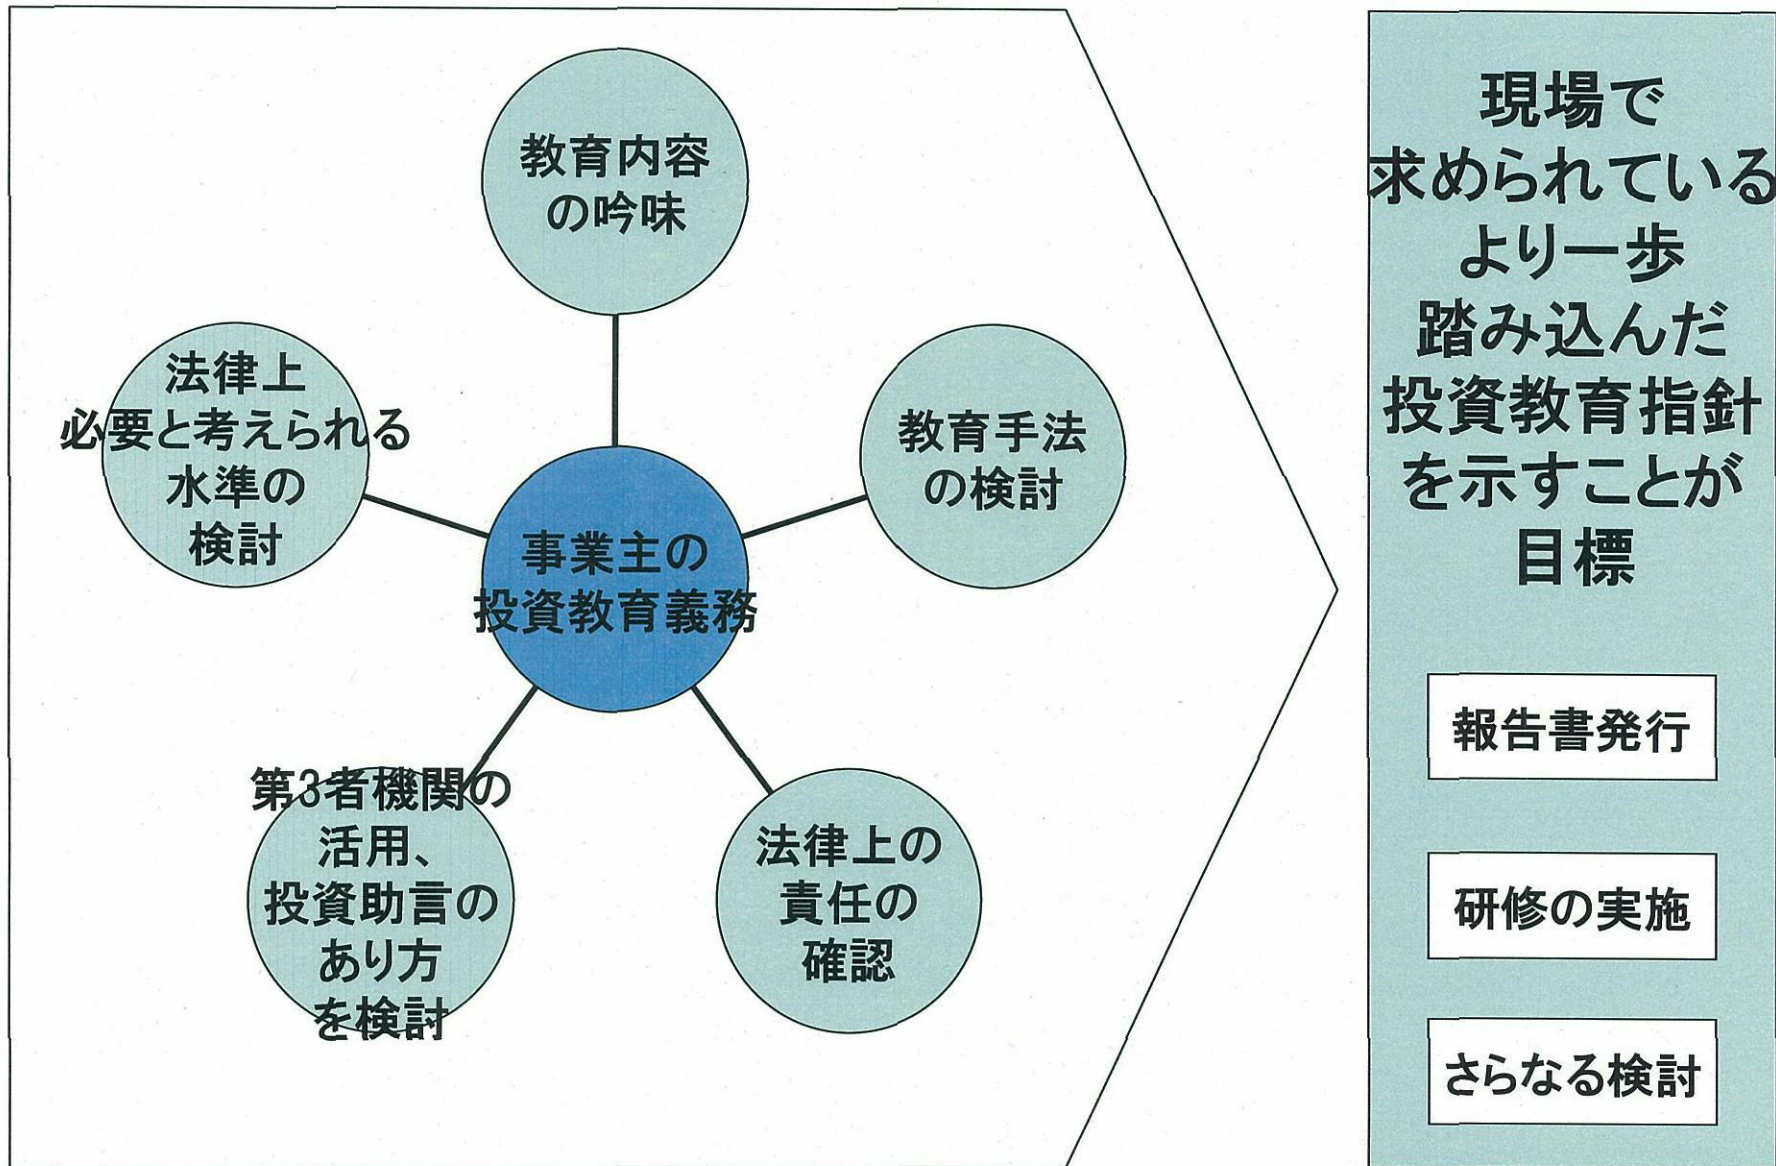 教育内容
の吟味
法律上
必要と考えられる
水準の
検討
教育手法
の検討
事業主の
投資教育義務
第3者機関の
活用、
投資助言の
あり方
を検討
法律上の
責任の
確認
現場で
求められている
より一歩
踏み込んだ
投資教育指針
を示すことが
目標
報告書発行
研修の実施
さらなる検討